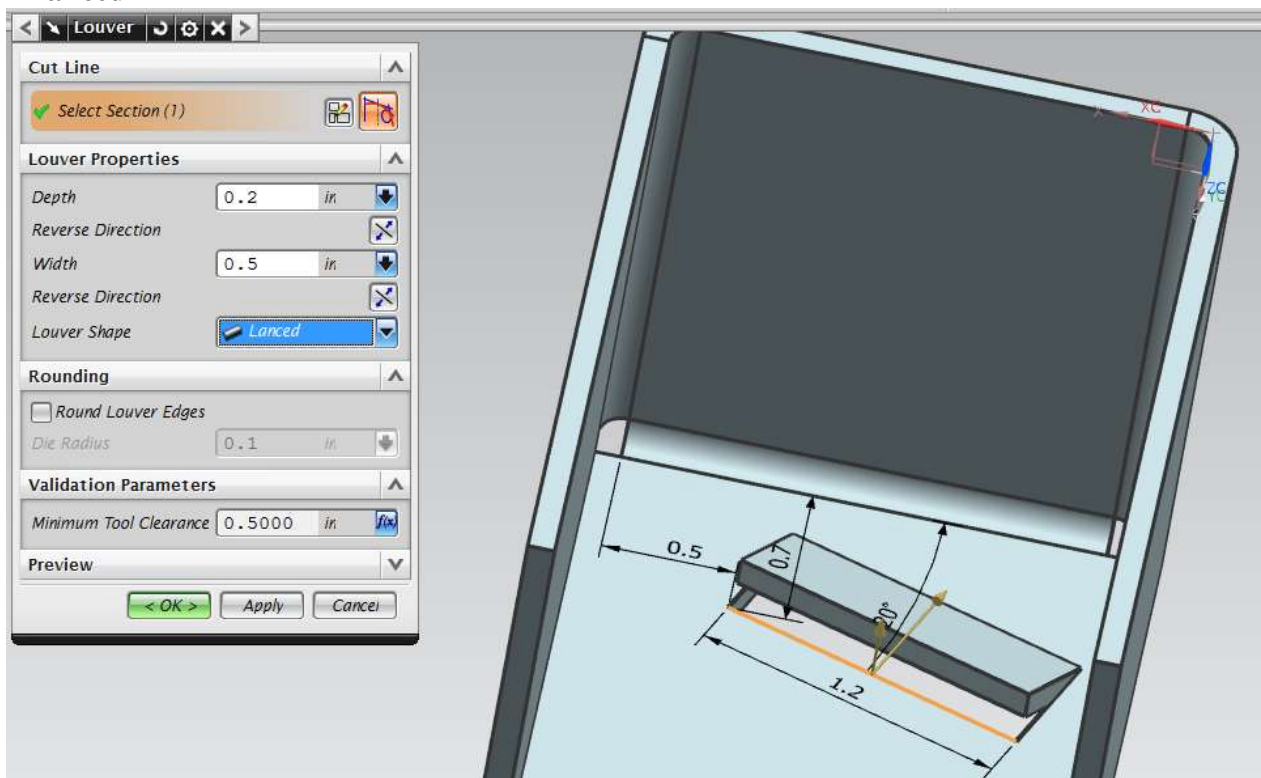 Louver
Cut Line
Select Section (1)
Louver Properties
Depth 0.2 in
Reverse Direction
Width 0.5 in
Reverse Direction
Louver Shape Lanced
Rounding
Round Louver Edges
Die Radius 0.1 in
Validation Parameters
Minimum Tool Clearance 0.5000 in f(x)
Preview
< OK > Apply Cancel
X XC
ZC
YC
0.5
0.7
20°
1.2